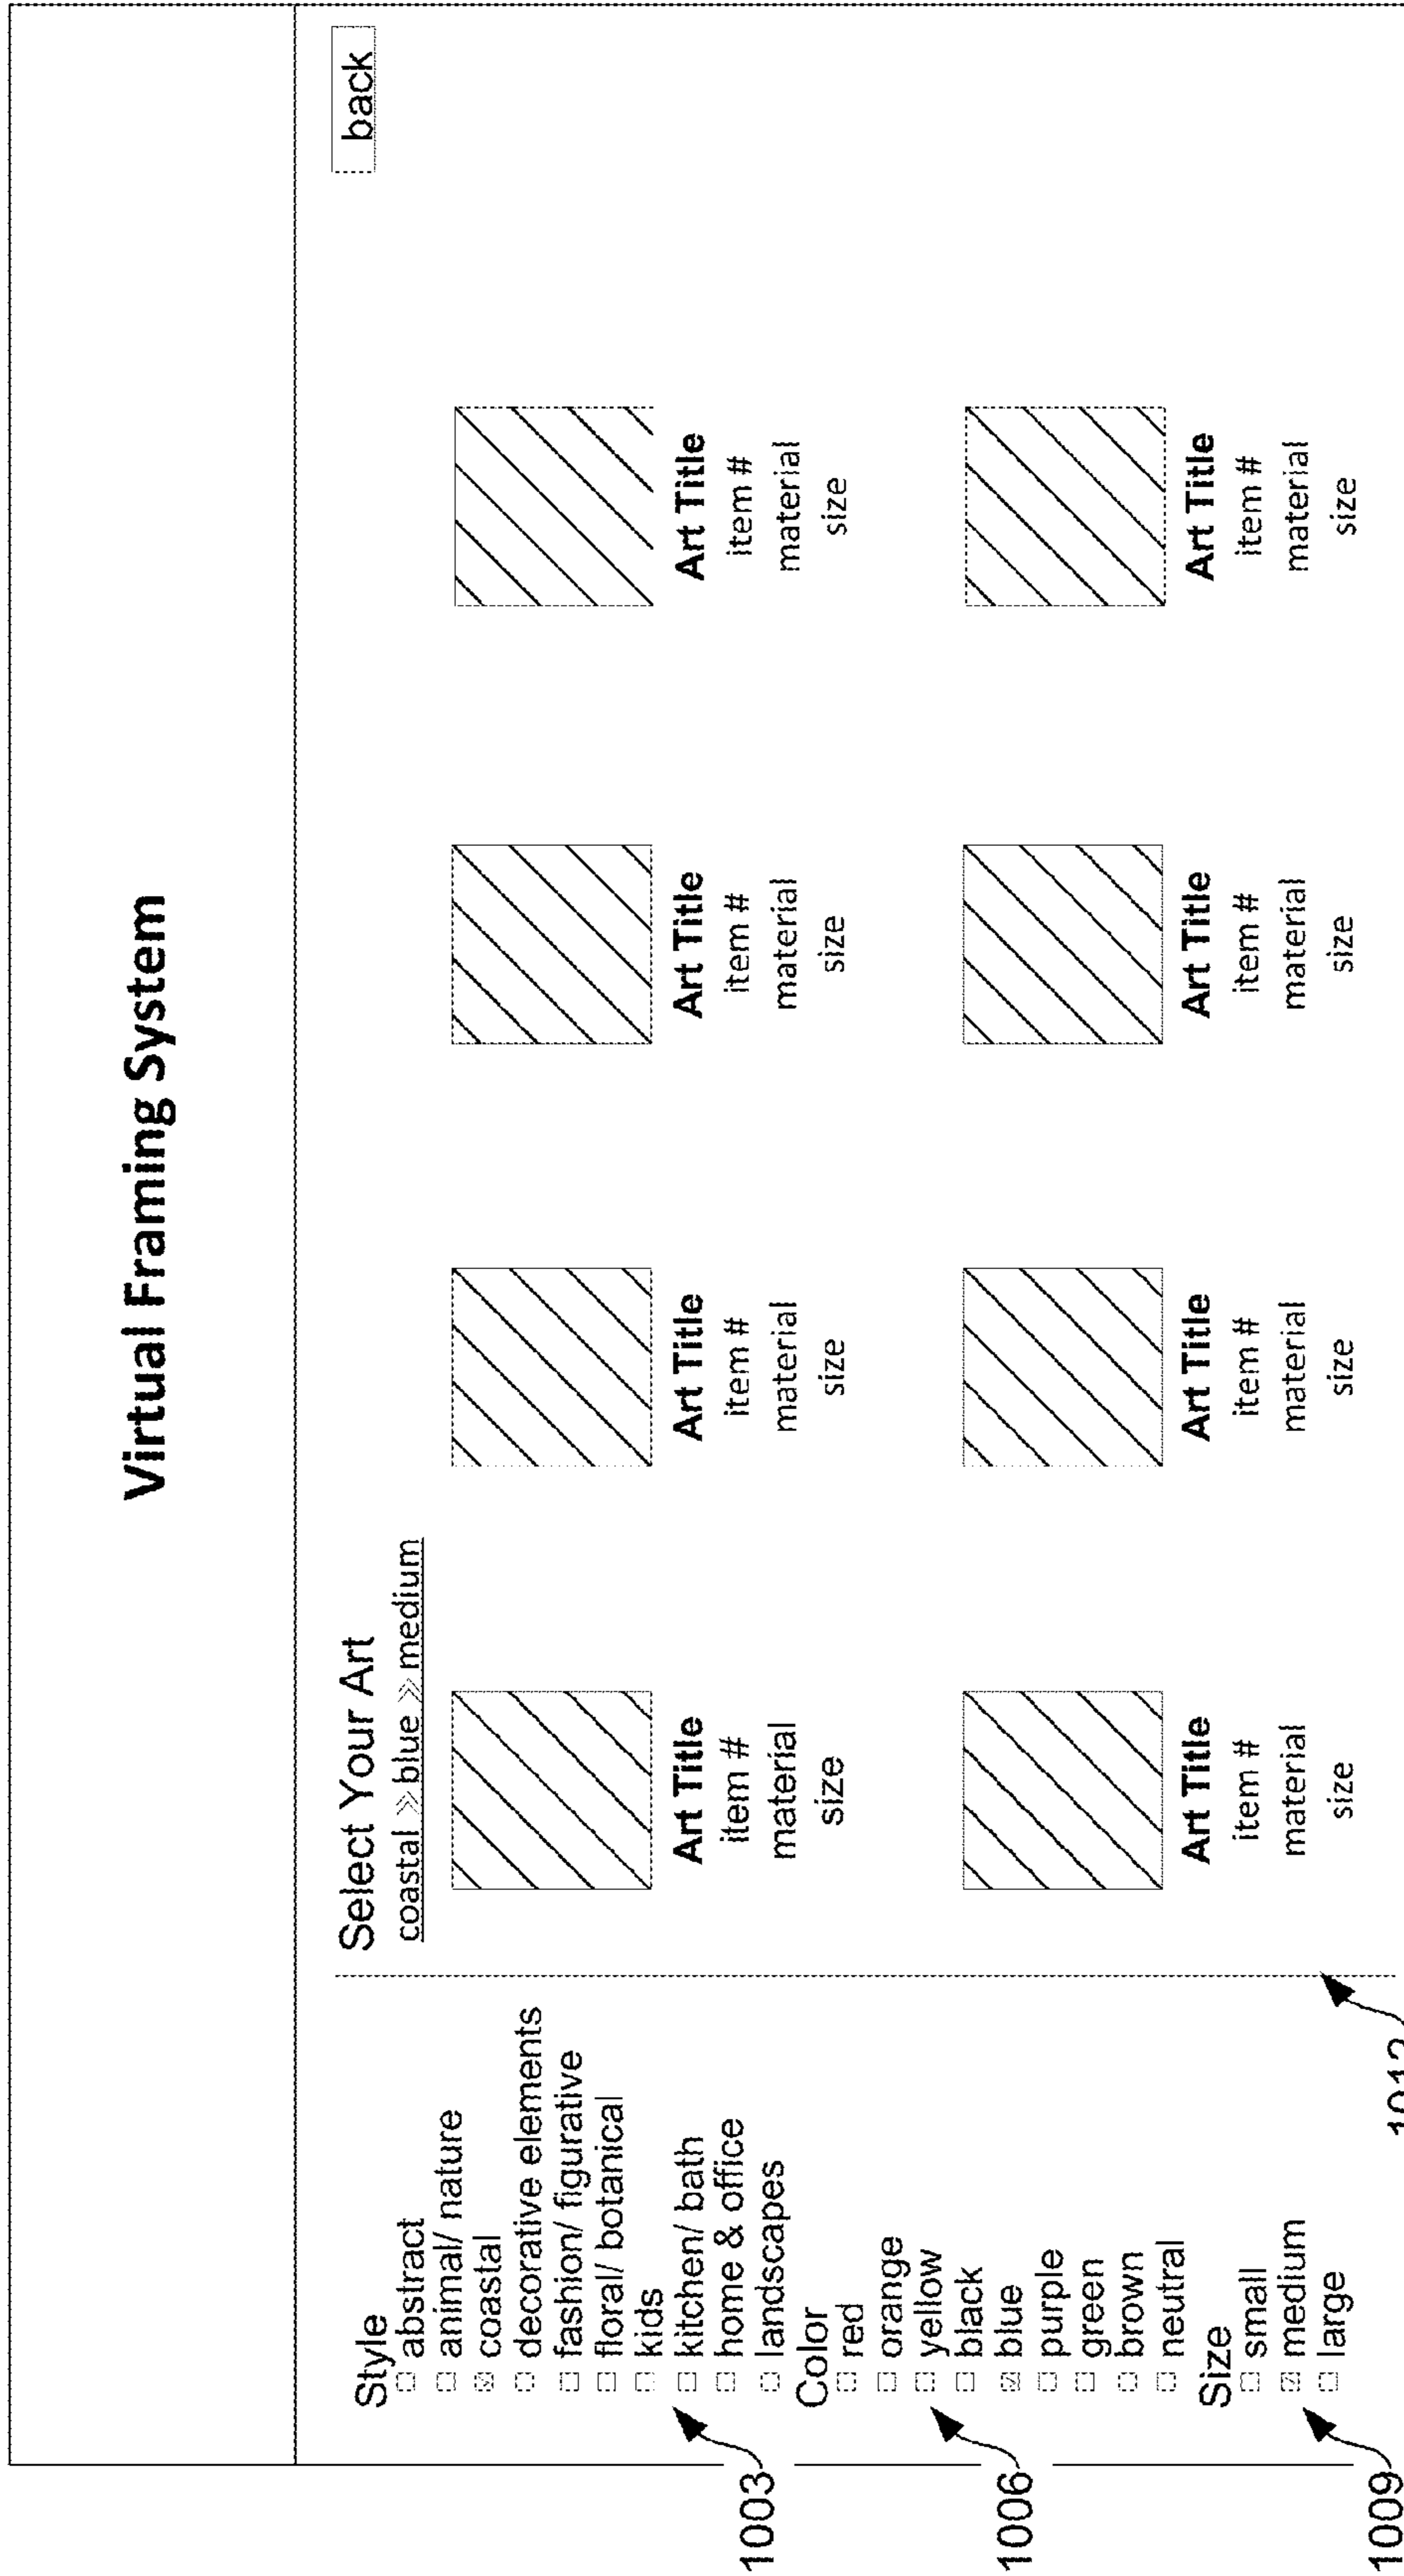 Virtual Framing System
back
Style
abstract
animal/ nature
coastal
decorative elements
fashion/ figurative
floral/ botanical
kids
kitchen/ bath
home & office
landscapes
Color
red
orange
yellow
black
blue
purple
green
brown
neutral
Size
small
medium
large
1003
1006
1009
Select Your Art
coastal >> blue >> medium
Art Title
item #
material
size
Art Title
item #
material
size
Art Title
item #
material
size
Art Title
item #
material
size
Art Title
item #
material
size
Art Title
item #
material
size
Art Title
item #
material
size
Art Title
item #
material
size